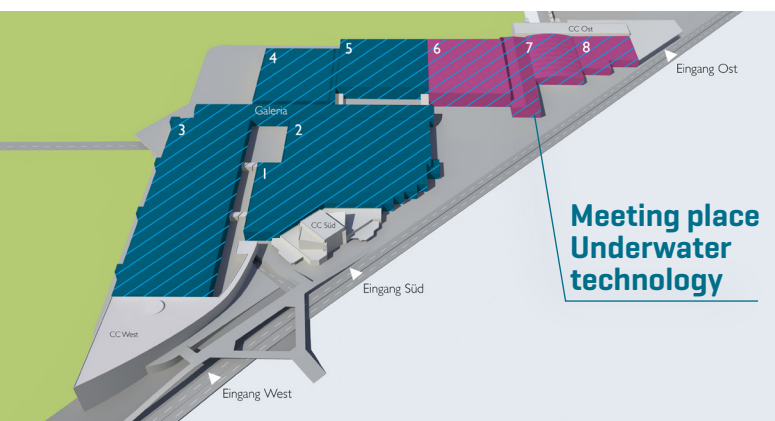 CC Ost
5
6
7
8
4
Eingang Ost
Galeria
3
2
1
Meeting place
Underwater
technology
CC Süd
Eingang Süd
CC West
Eingang West